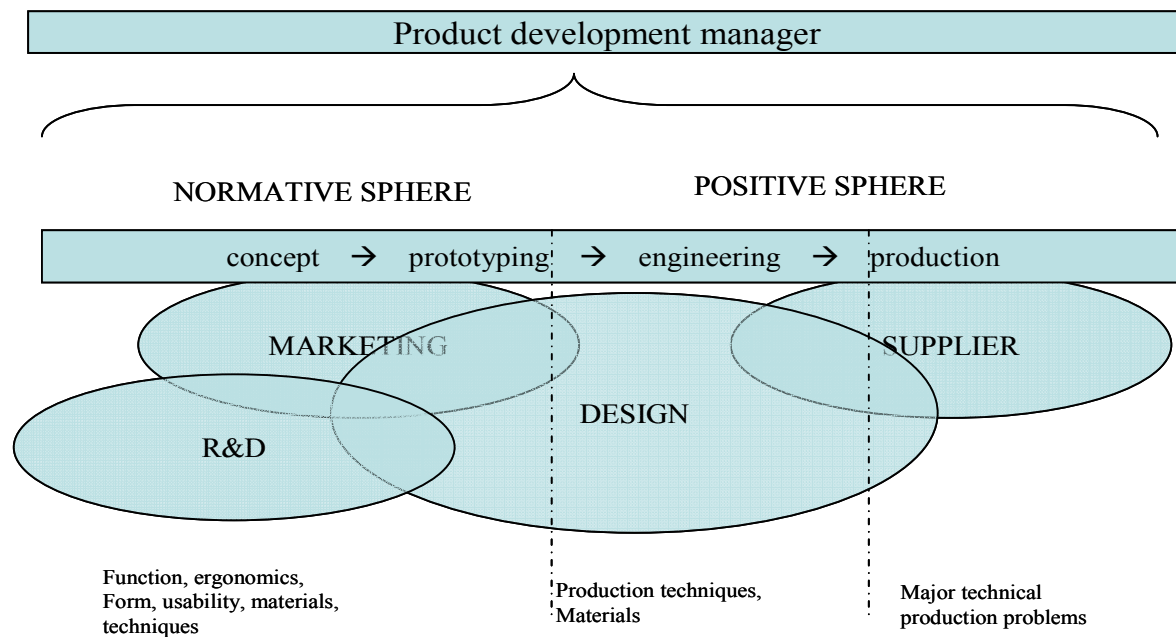 Product development manager
NORMATIVE SPHERE
POSITIVE SPHERE
concept → prototyping → engineering → production
MARKETING
SUPPLIER
DESIGN
R&D
Function, ergonomics,
Form, usability, materials,
techniques
Production techniques,
Materials
Major technical
production problems